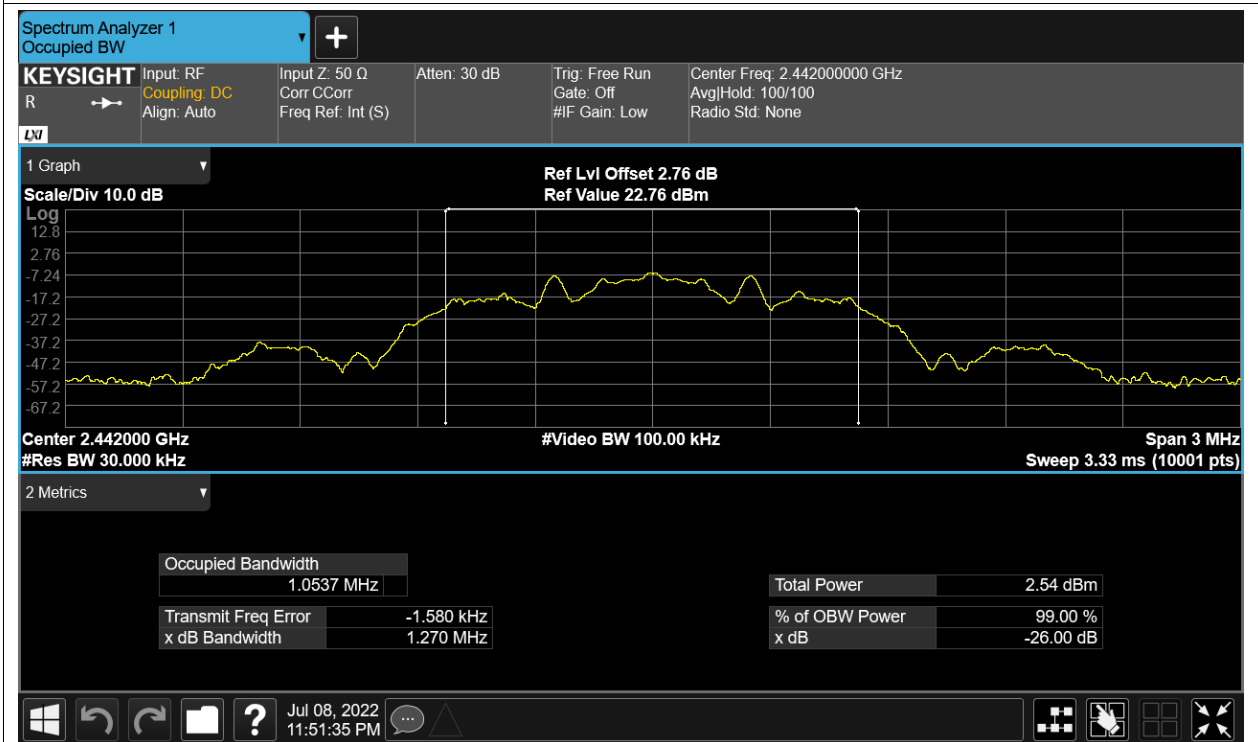 Spectrum Analyzer 1
Occupied BW
+
KEYSIGHT Input: RF Input Z: 50 Ω Atten: 30 dB Trig: Free Run Center Freq: 2.442000000 GHz
R Coupling: DC Corr CCorr Gate: Off Avg|Hold: 100/100
Align: Auto Freq Ref: Int (S) #IF Gain: Low Radio Std: None
LXI
1 Graph
Ref Lvl Offset 2.76 dB
Scale/Div 10.0 dB Ref Value 22.76 dBm
Log
12.8
2.76
-7.24
-17.2
-27.2
-37.2
-47.2
-57.2
-67.2
Center 2.442000 GHz #Video BW 100.00 kHz Span 3 MHz
#Res BW 30.000 kHz Sweep 3.33 ms (10001 pts)
2 Metrics
Occupied Bandwidth
1.0537 MHz Total Power 2.54 dBm
Transmit Freq Error -1.580 kHz % of OBW Power 99.00 %
x dB Bandwidth 1.270 MHz x dB -26.00 dB
? Jul 08, 2022
11:51:35 PM